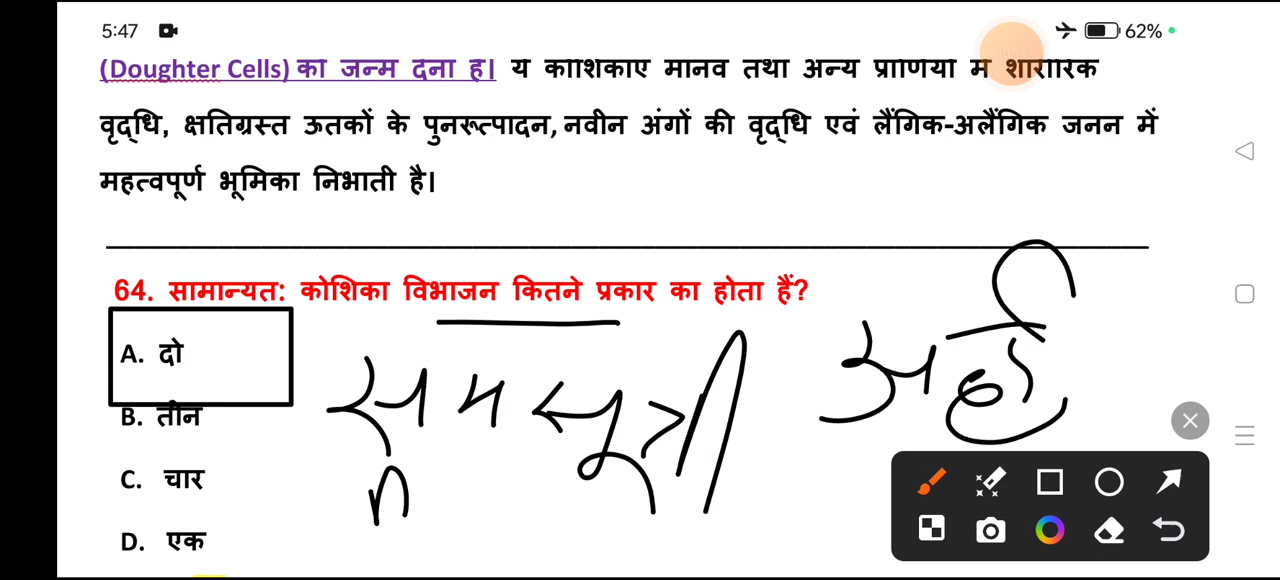 5:47 62%
(Doughter Cells) को जन्म देना है। ये कोशिकाएं मानव तथा अन्य प्राणियों में शारीरिक
वृद्धि, क्षतिग्रस्त ऊतकों के पुनरूत्पादन, नवीन अंगों की वृद्धि एवं लैंगिक-अलैंगिक जनन में
महत्वपूर्ण भूमिका निभाती है।
64. सामान्यत: कोशिका विभाजन कितने प्रकार का होता हैं?
A. दो
समसूत्री
B. तीन
C. चार
n
D. एक